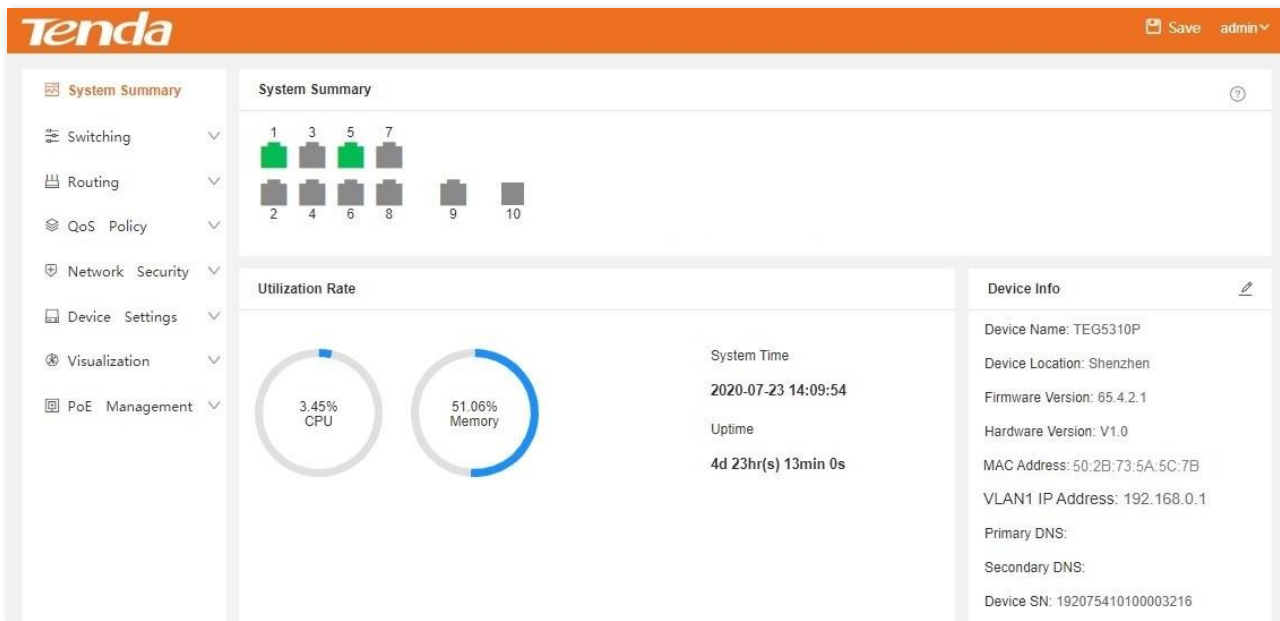 Tenda
Save admin
System Summary
Switching
Routing
QoS Policy
Network Security
Device Settings
Visualization
PoE Management
System Summary
?
1 3 5 7
2 4 6 8 9 10
Utilization Rate
3.45%
CPU
51.06%
Memory
System Time
2020-07-23 14:09:54
Uptime
4d 23hr(s) 13min 0s
Device Info
Device Name: TEG5310P
Device Location: Shenzhen
Firmware Version: 65.4.2.1
Hardware Version: V1.0
MAC Address: 50:2B:73:5A:5C:7B
VLAN1 IP Address: 192.168.0.1
Primary DNS:
Secondary DNS:
Device SN: 192075410100003216